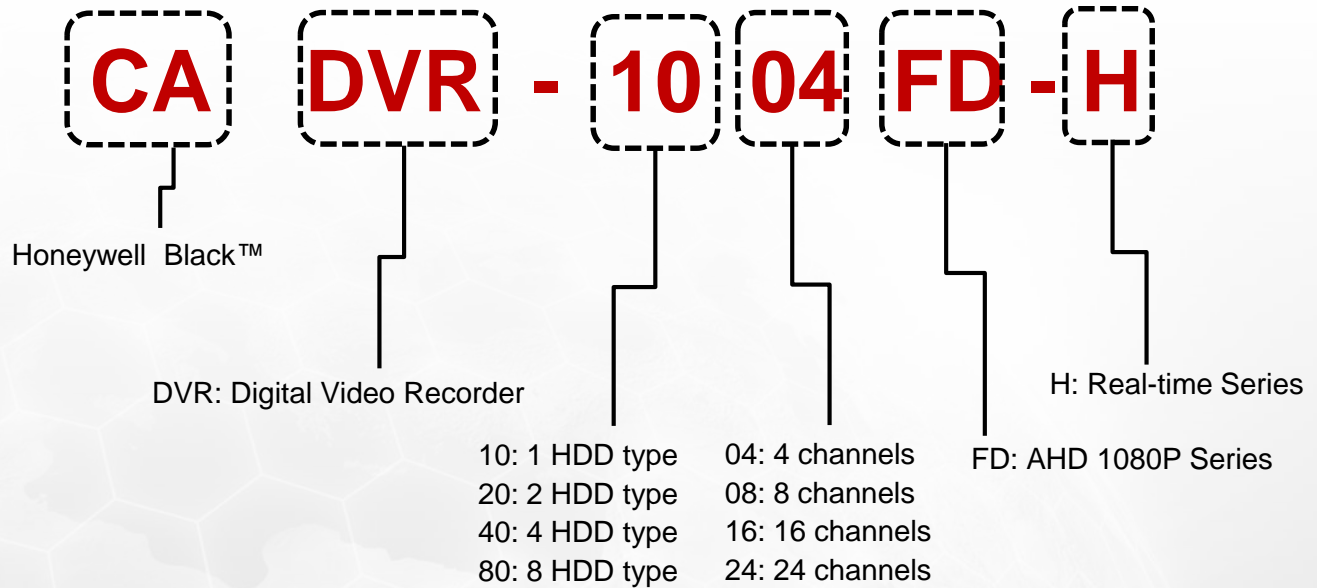 CA DVR - 10 04 FD - H
Honeywell Black™
DVR: Digital Video Recorder
H: Real-time Series
10: 1 HDD type
20: 2 HDD type
40: 4 HDD type
80: 8 HDD type
04: 4 channels
08: 8 channels
16: 16 channels
24: 24 channels
FD: AHD 1080P Series